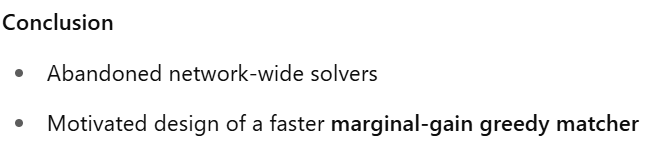 Conclusion
• Abandoned network-wide solvers
• Motivated design of a faster marginal-gain greedy matcher